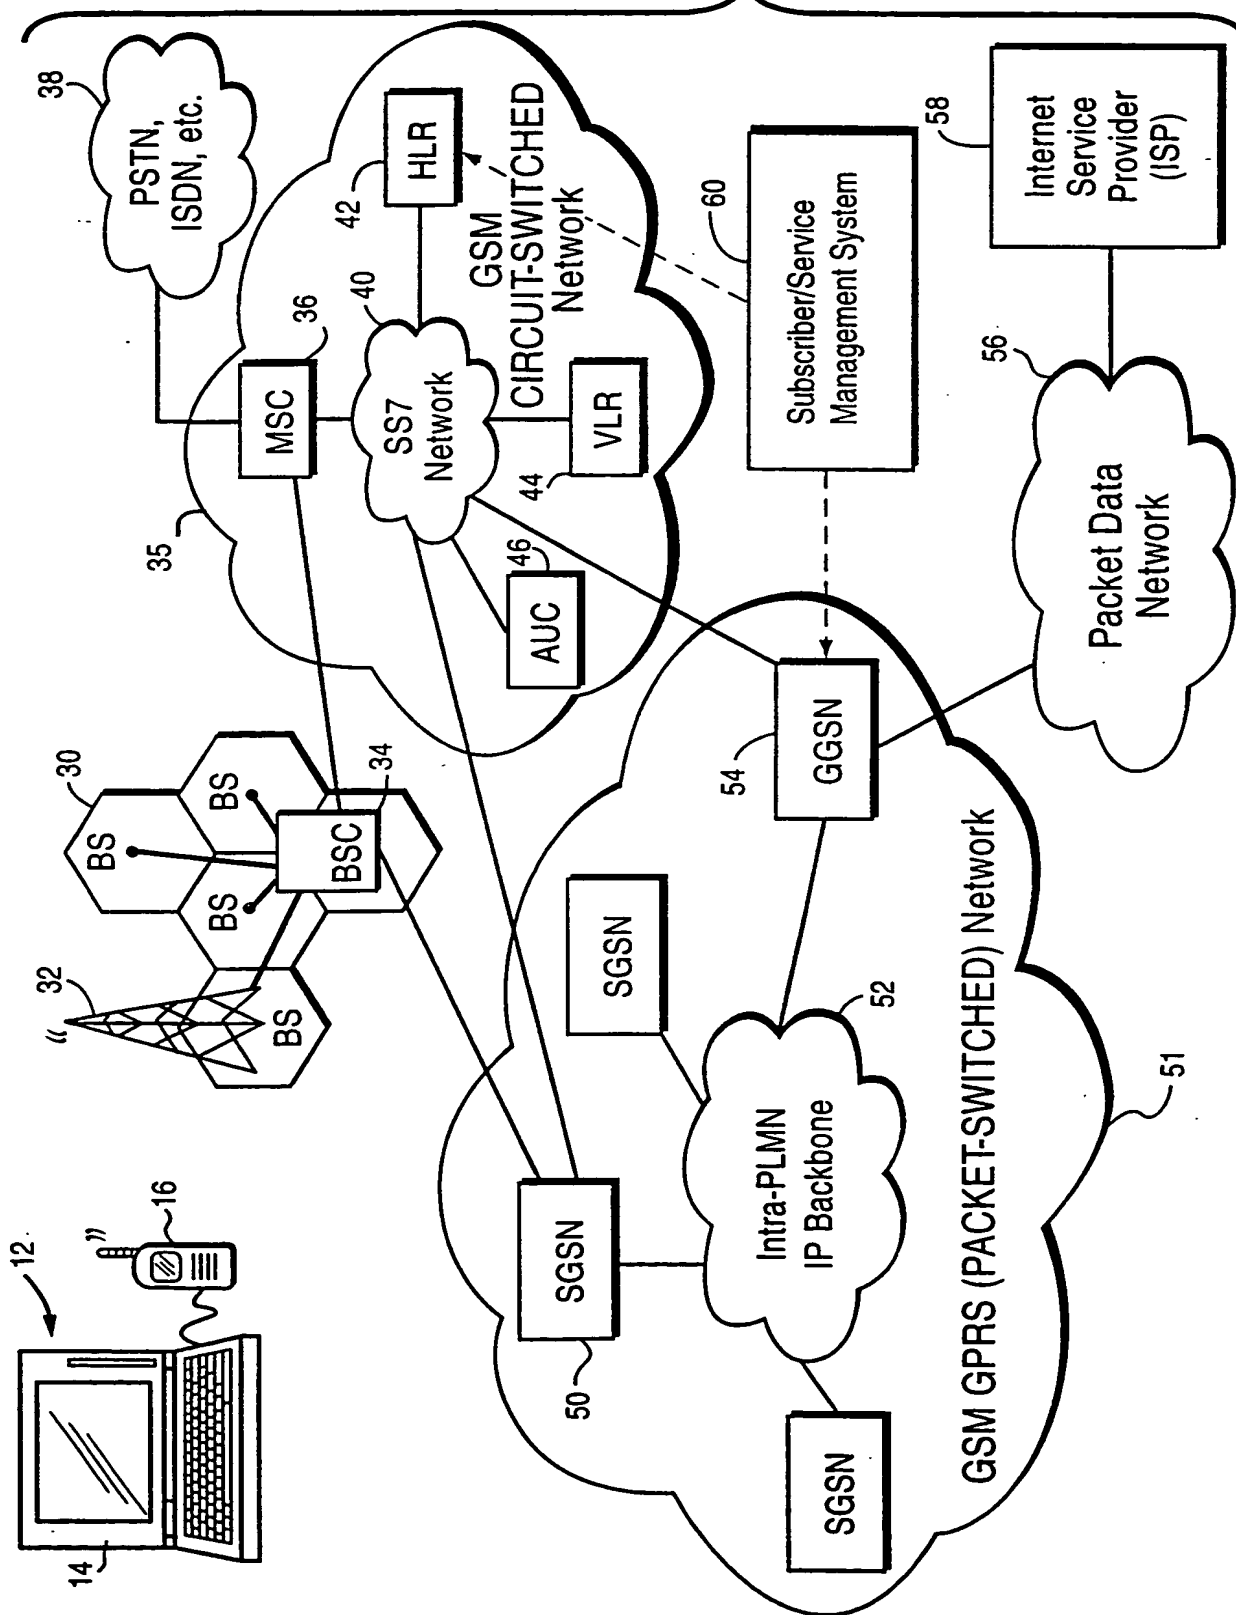 12
14
16
32
BS
BS
BS
BS
30
BSC
34
35
MSC
36
PSTN,
ISDN, etc.
38
SS7
Network
40
HLR
42
GSM
CIRCUIT-SWITCHED
Network
VLR
44
AUC
46
SGSN
50
SGSN
SGSN
Intra-PLMN
IP Backbone
52
GGSN
54
GSM GPRS (PACKET-SWITCHED) Network
51
Subscriber/Service
Management System
60
Packet Data
Network
56
Internet
Service
Provider
(ISP)
58